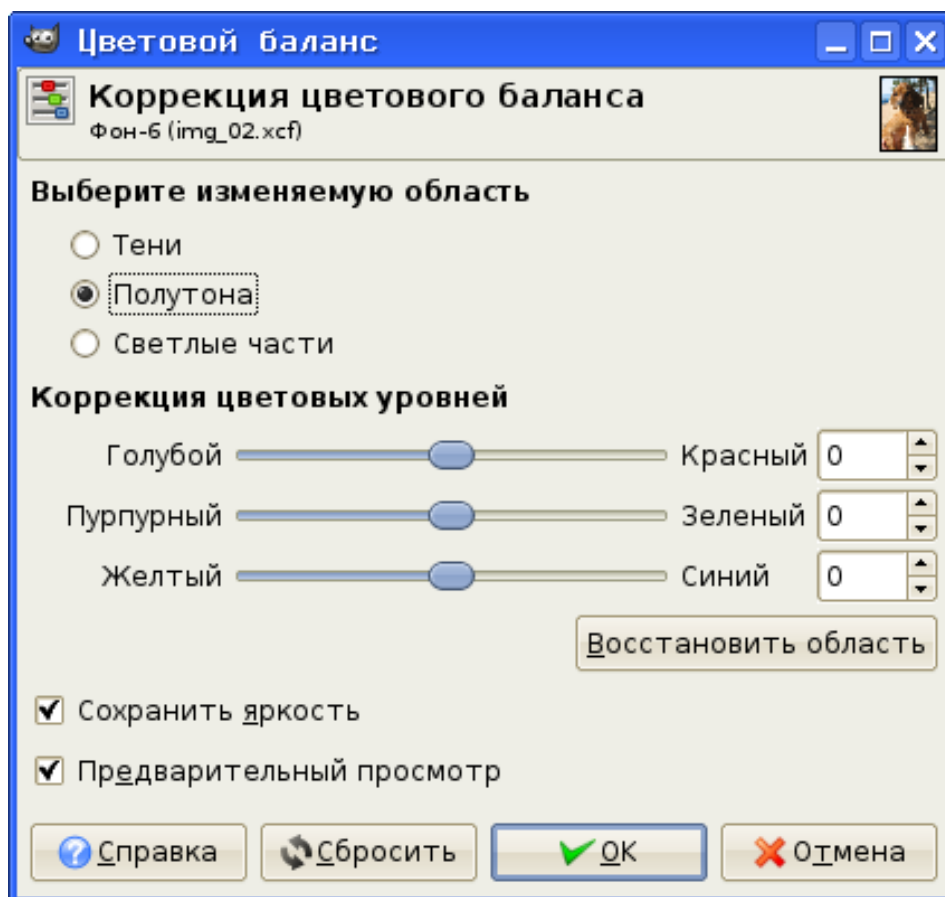 Цветовой баланс
Коррекция цветового баланса
Фон-6 (img_02.xcf)
Выберите изменяемую область
Тени
Полутона
Светлые части
Коррекция цветовых уровней
Голубой Красный 0
Пурпурный Зеленый 0
Желтый Синий 0
Восстановить область
Сохранить яркость
Предварительный просмотр
Справка Сбросить OK Отмена